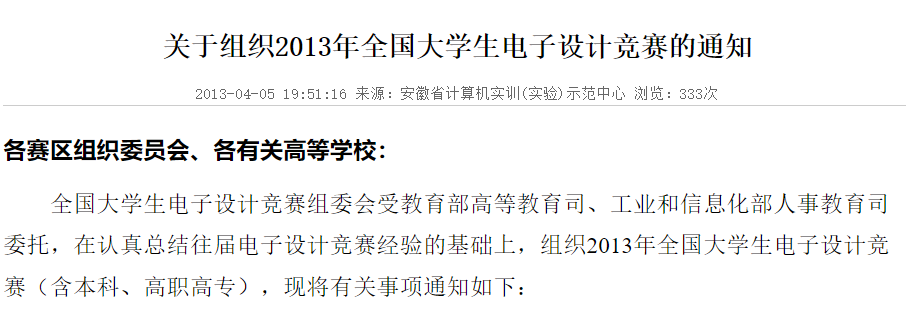 关于组织2013年全国大学生电子设计竞赛的通知
2013-04-05 19:51:16 来源：安徽省计算机实训(实验)示范中心 浏览：333次
各赛区组织委员会、各有关高等学校：
全国大学生电子设计竞赛组委会受教育部高等教育司、工业和信息化部人事教育司
委托，在认真总结往届电子设计竞赛经验的基础上，组织2013年全国大学生电子设计竞
赛（含本科、高职高专），现将有关事项通知如下：